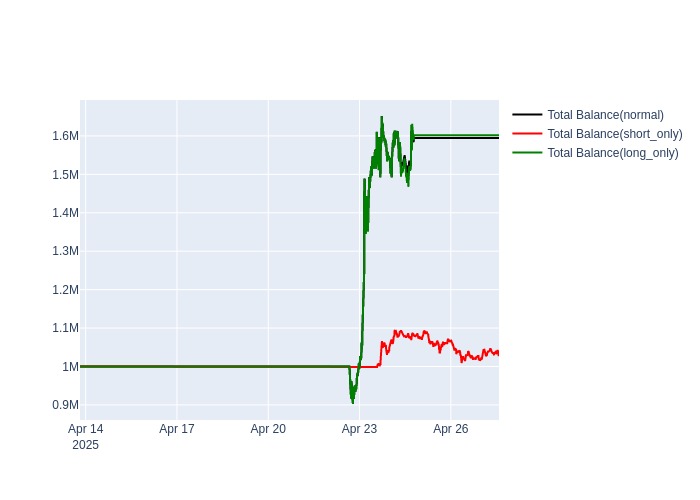 Total Balance(normal)
Total Balance(short_only)
Total Balance(long_only)
1.6M
1.5M
1.4M
1.3M
1.2M
1.1M
1M
0.9M
Apr 14 Apr 17 Apr 20 Apr 23 Apr 26
2025